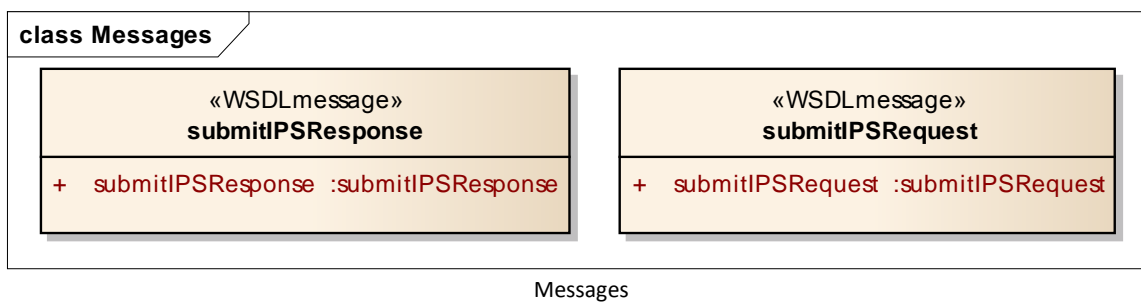 class Messages
«WSDLmessage»
submitIPSResponse
+ submitIPSResponse :submitIPSResponse
«WSDLmessage»
submitIPSRequest
+ submitIPSRequest :submitIPSRequest
Messages